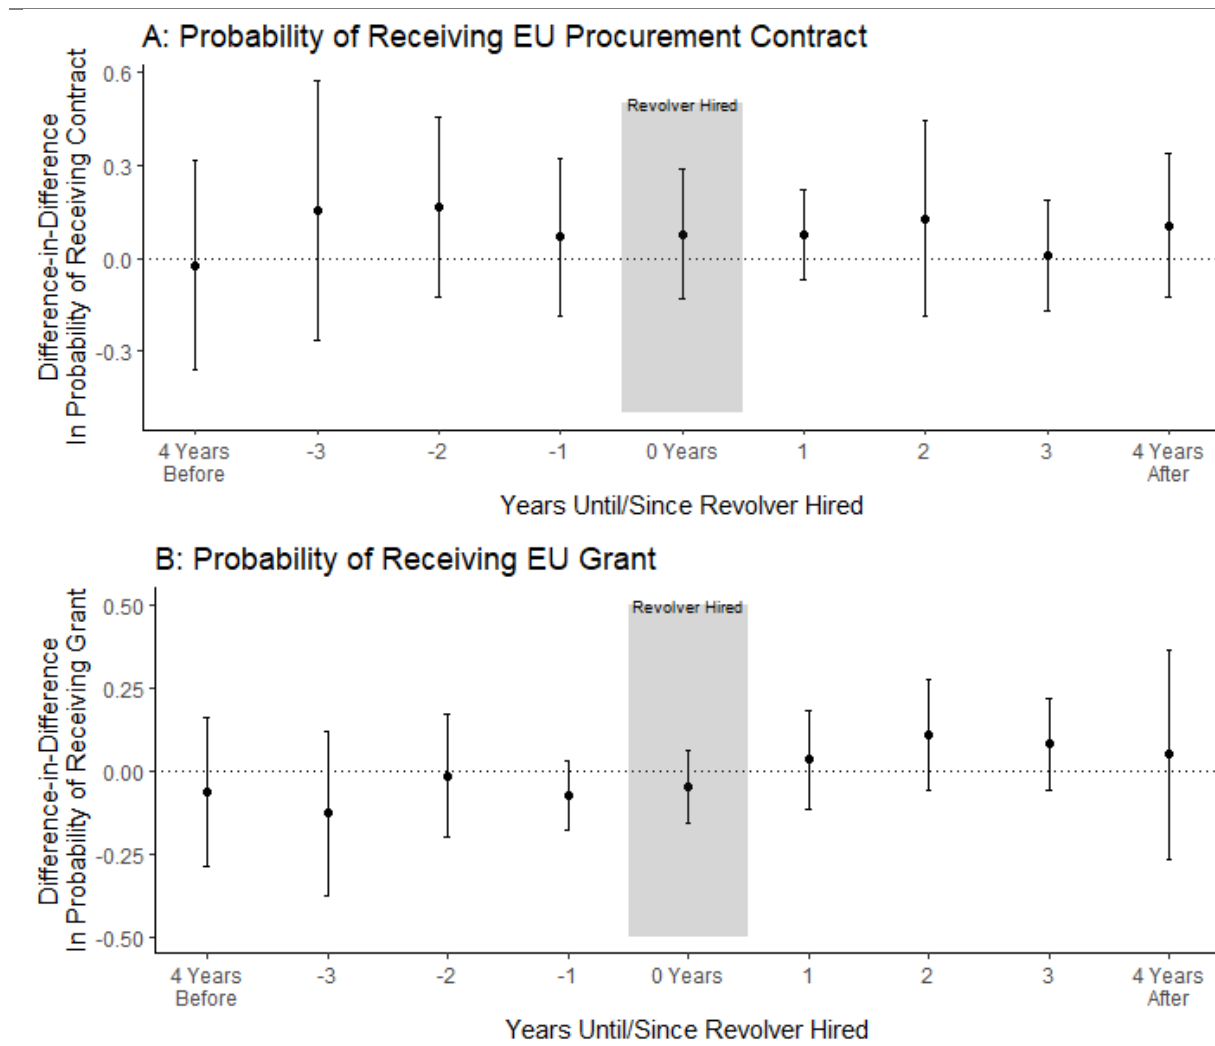 A: Probability of Receiving EU Procurement Contract
Difference-in-Difference
In Probability of Receiving Contract
0.6
0.3
0.0
-0.3
Revolver Hired
4 Years
Before
-3
-2
-1
0 Years
1
2
3
4 Years
After
Years Until/Since Revolver Hired
B: Probability of Receiving EU Grant
Difference-in-Difference
In Probability of Receiving Grant
0.50
0.25
0.00
-0.25
-0.50
Revolver Hired
4 Years
Before
-3
-2
-1
0 Years
1
2
3
4 Years
After
Years Until/Since Revolver Hired